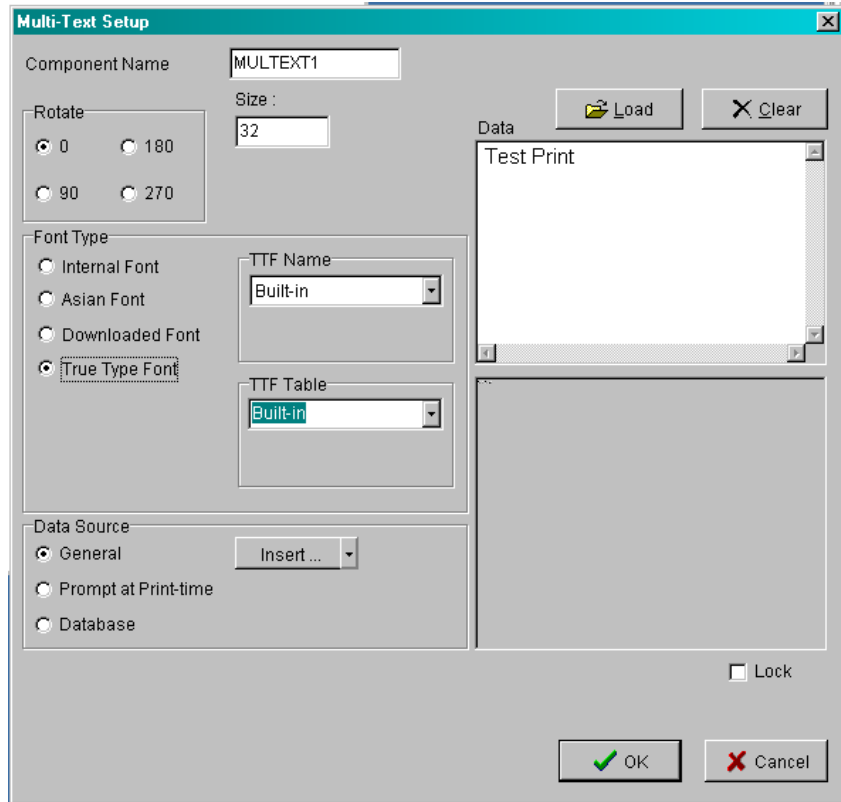 Multi-Text Setup
Component Name
MULTEXT1
Rotate
0
180
90
270
Size :
32
Load
Clear
Data
Test Print
Font Type
Internal Font
Asian Font
Downloaded Font
True Type Font
TTF Name
Built-in
TTF Table
Built-in
Data Source
General
Insert ...
Prompt at Print-time
Database
Lock
OK
Cancel